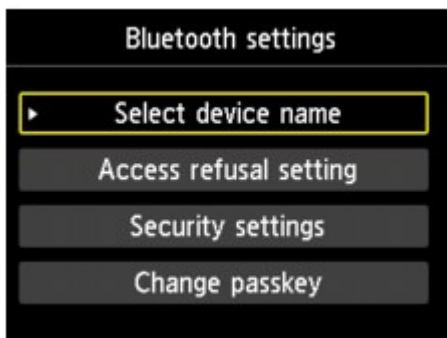 Bluetooth settings
Select device name
Access refusal setting
Security settings
Change passkey